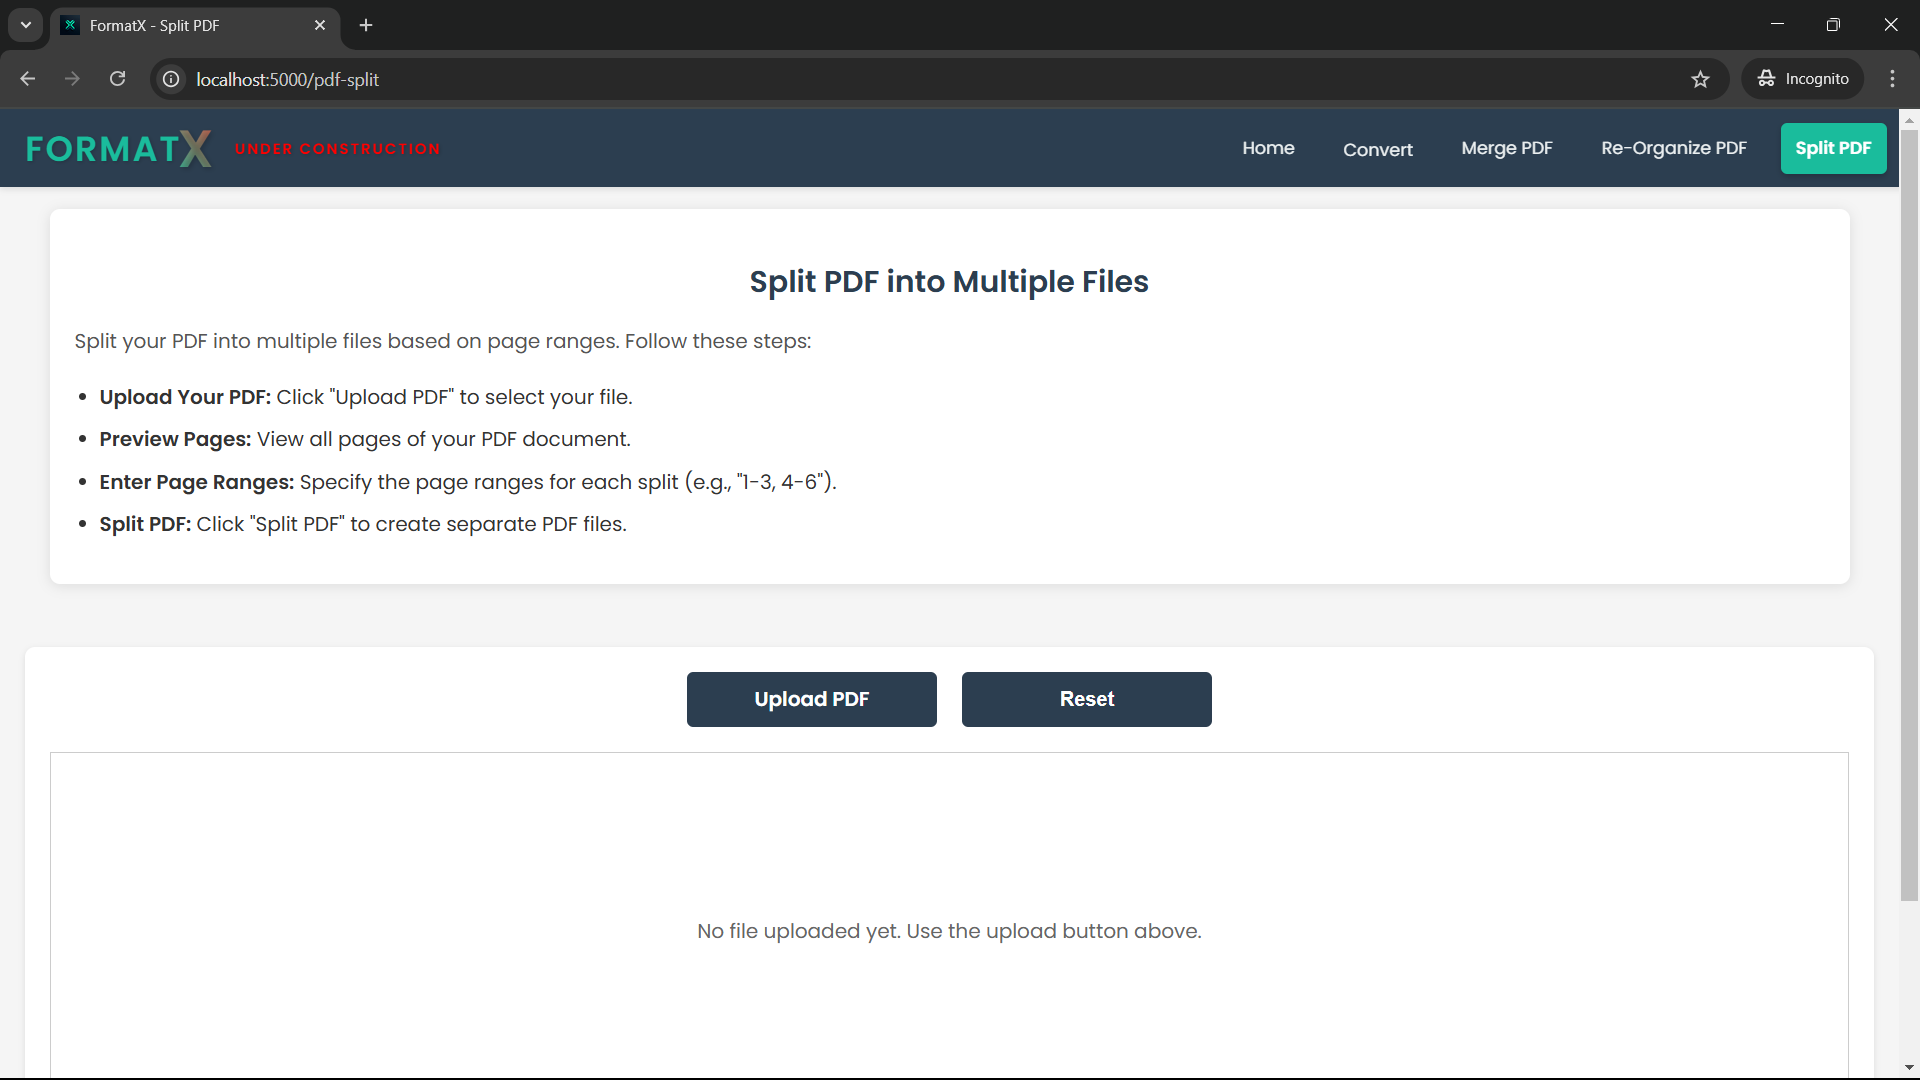 FormatX - Split PDF
localhost:5000/pdf-split
Incognito
FORMATX
UNDER CONSTRUCTION
Home
Convert
Merge PDF
Re-Organize PDF
Split PDF
Split PDF into Multiple Files
Split your PDF into multiple files based on page ranges. Follow these steps:
• Upload Your PDF: Click "Upload PDF" to select your file.
• Preview Pages: View all pages of your PDF document.
• Enter Page Ranges: Specify the page ranges for each split (e.g., "1-3, 4-6").
• Split PDF: Click "Split PDF" to create separate PDF files.
Upload PDF
Reset
No file uploaded yet. Use the upload button above.